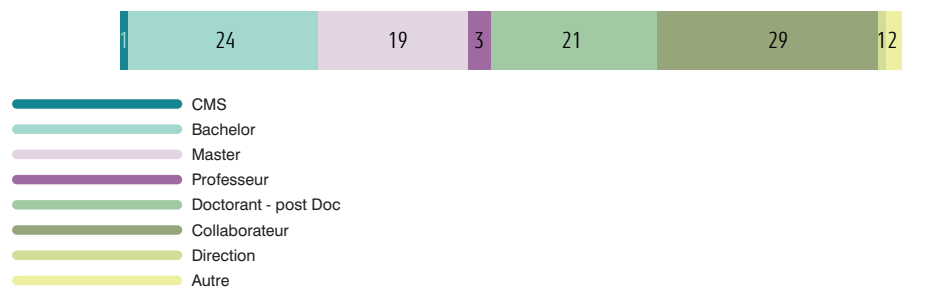 1 24 19 3 21 29 1 2
CMS
Bachelor
Master
Professeur
Doctorant - post Doc
Collaborateur
Direction
Autre